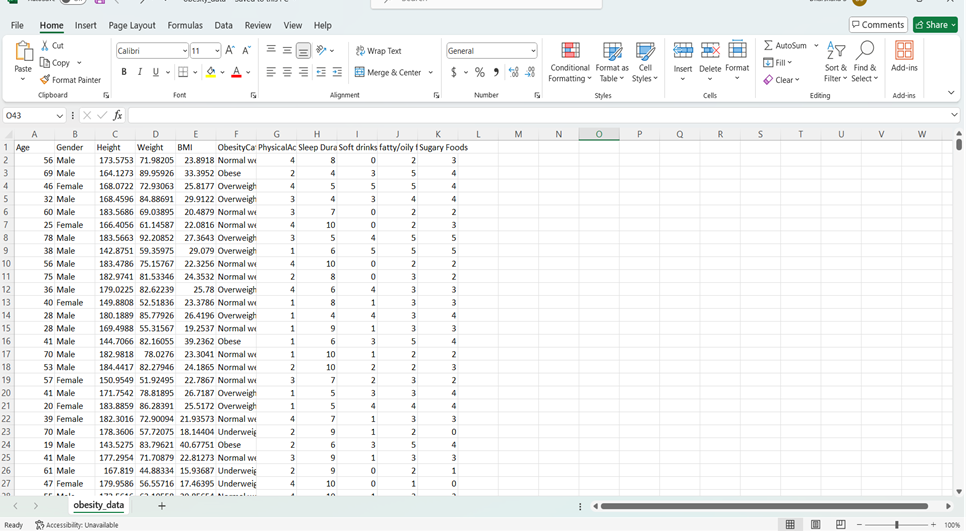 File Home Insert Page Layout Formulas Data Review View Help Comments Share
Paste Cut Copy Format Painter Calibri 11 B I U A Wrap Text Merge & Center General $ % Conditional Formatting Format as Table Cell Styles Insert Delete Format AutoSum Fill Clear Sort & Filter Find & Select Add-ins
Clipboard Font Alignment Number Styles Cells Editing Add-ins
O43 fx
A B C D E F G H I J K L M N O P Q R S T U V W
1 Age Gender Height Weight BMI ObesityCa PhysicalAc Sleep Dura Soft drinks fatty/oily f Sugary Foods
2 56 Male 173.5753 71.98205 23.8918 Normal we 4 8 0 2 3
3 69 Male 164.1273 89.95926 33.3952 Obese 2 4 3 5 4
4 46 Female 168.0722 72.93063 25.8177 Overweigh 4 5 5 5 4
5 32 Male 168.4596 84.88691 29.9122 Overweigh 3 4 3 4 4
6 60 Male 183.5686 69.03895 20.4879 Normal we 3 7 0 2 2
7 25 Female 166.4056 61.14587 22.0816 Normal we 4 10 0 2 3
8 78 Male 183.5663 92.20852 27.3643 Overweigh 3 5 4 5 5
9 38 Male 142.8751 59.35975 29.079 Overweigh 1 6 5 5 5
10 56 Male 183.4786 75.15767 22.3256 Normal we 4 10 0 2 2
11 75 Male 182.9741 81.53346 24.3532 Normal we 2 8 0 3 2
12 36 Male 179.0225 82.62239 25.78 Overweigh 4 6 4 3 3
13 40 Female 149.8808 52.51836 23.3786 Normal we 1 8 1 3 3
14 28 Male 180.1889 85.77926 26.4196 Overweigh 1 4 4 3 4
15 28 Male 169.4988 55.31567 19.2537 Normal we 1 9 1 3 3
16 41 Male 144.7066 82.16055 39.2362 Obese 1 6 3 5 4
17 70 Male 182.9818 78.0276 23.3041 Normal we 1 10 1 2 2
18 53 Male 184.4417 82.27946 24.1865 Normal we 2 10 2 2 3
19 57 Female 150.9549 51.92495 22.7867 Normal we 3 7 2 3 2
20 41 Male 171.7542 78.81895 26.7187 Overweigh 1 5 3 3 4
21 20 Female 183.8859 86.28391 25.5172 Overweigh 1 5 4 4 4
22 39 Female 182.3016 72.90094 21.93573 Normal we 4 7 1 3 3
23 70 Male 178.3606 57.72075 18.14404 Underweig 2 9 1 2 0
24 19 Male 143.5275 83.79621 40.67751 Obese 2 6 3 5 4
25 41 Male 177.2954 71.70879 22.81273 Normal we 3 9 1 3 3
26 61 Male 167.819 44.88334 15.93687 Underweig 2 9 0 2 1
27 47 Female 179.9586 56.55716 17.46395 Underweig 4 10 0 1 0
obesity_data
Ready Accessibility: Unavailable 100%